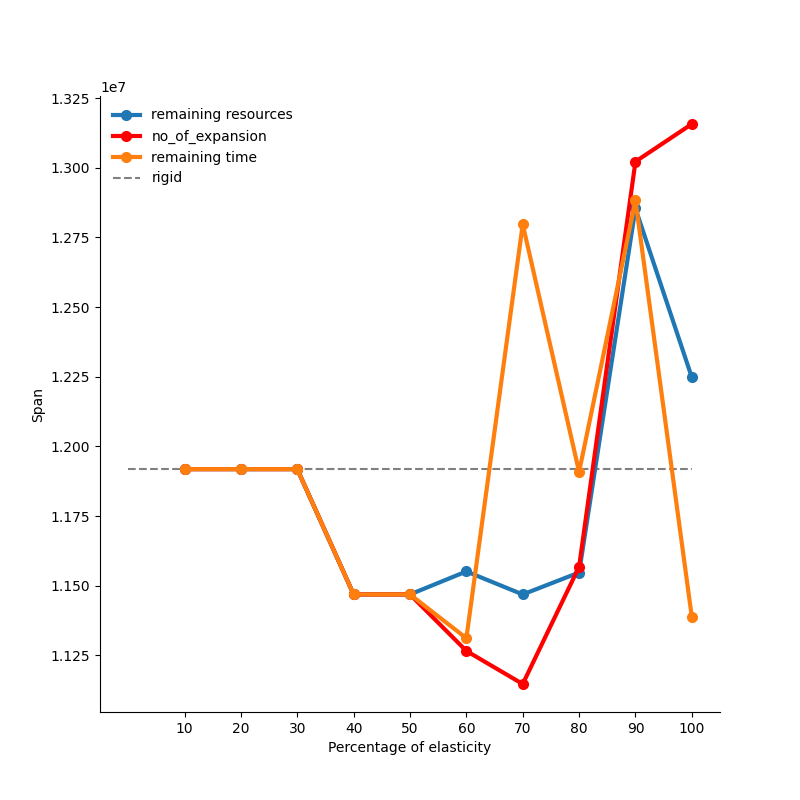 1e7
1.325
1.300
1.275
1.250
1.225
1.200
1.175
1.150
1.125
Span
remaining resources
no_of_expansion
remaining time
rigid
10 20 30 40 50 60 70 80 90 100
Percentage of elasticity